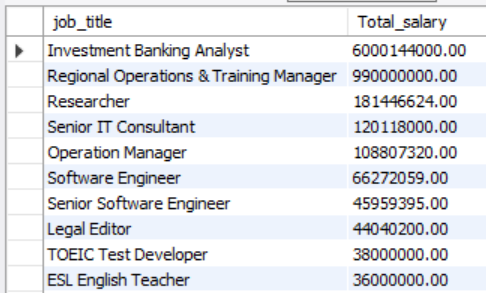 job_title Total_salary
Investment Banking Analyst 6000144000.00
Regional Operations & Training Manager 990000000.00
Researcher 181446624.00
Senior IT Consultant 120118000.00
Operation Manager 108807320.00
Software Engineer 66272059.00
Senior Software Engineer 45959395.00
Legal Editor 44040200.00
TOEIC Test Developer 38000000.00
ESL English Teacher 36000000.00